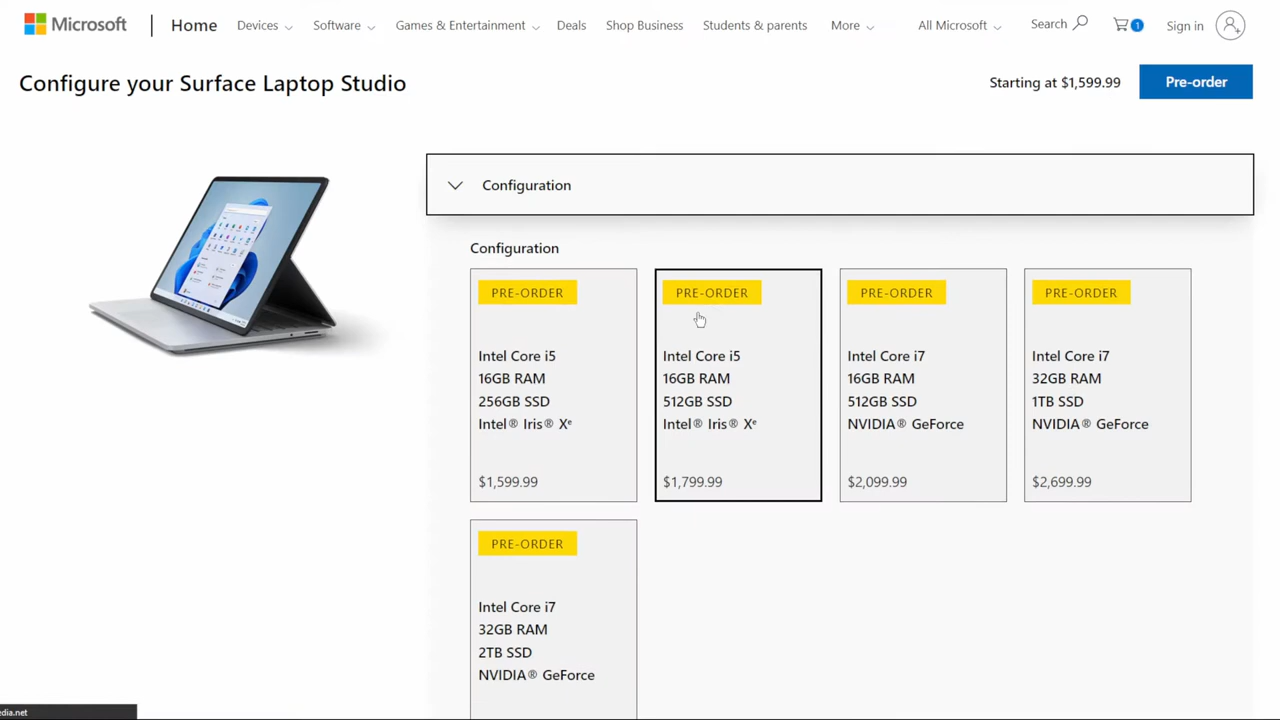 Microsoft
Home
Devices
Software
Games & Entertainment
Deals
Shop Business
Students & parents
More
All Microsoft
Search
1
Sign in
Configure your Surface Laptop Studio
Starting at $1,599.99
Pre-order
Configuration
Configuration
PRE-ORDER
Intel Core i5
16GB RAM
256GB SSD
Intel® Iris® Xᵉ
$1,599.99
PRE-ORDER
Intel Core i5
16GB RAM
512GB SSD
Intel® Iris® Xᵉ
$1,799.99
PRE-ORDER
Intel Core i7
16GB RAM
512GB SSD
NVIDIA® GeForce
$2,099.99
PRE-ORDER
Intel Core i7
32GB RAM
1TB SSD
NVIDIA® GeForce
$2,699.99
PRE-ORDER
Intel Core i7
32GB RAM
2TB SSD
NVIDIA® GeForce
edia.net